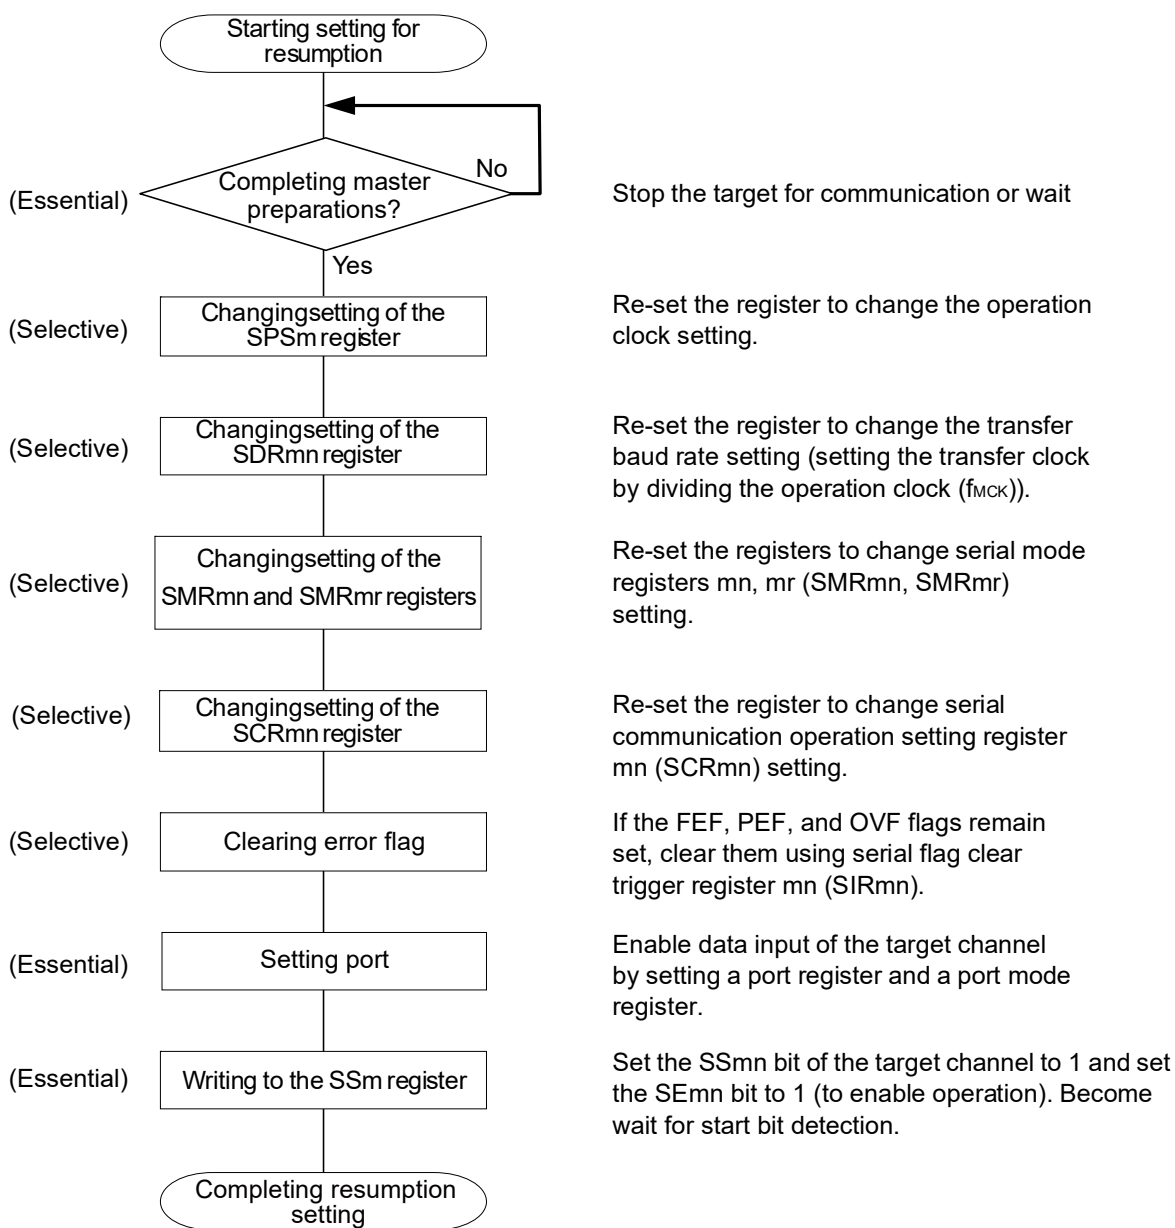 Starting setting for
resumption
(Essential)
Completing master
preparations?
No
Stop the target for communication or wait
Yes
(Selective)
Changingsetting of the
SPSm register
Re-set the register to change the operation
clock setting.
(Selective)
Changingsetting of the
SDRmn register
Re-set the register to change the transfer
baud rate setting (setting the transfer clock
by dividing the operation clock (fMCK)).
(Selective)
Changingsetting of the
SMRmn and SMRmr registers
Re-set the registers to change serial mode
registers mn, mr (SMRmn, SMRmr)
setting.
(Selective)
Changingsetting of the
SCRmn register
Re-set the register to change serial
communication operation setting register
mn (SCRmn) setting.
(Selective)
Clearing error flag
If the FEF, PEF, and OVF flags remain
set, clear them using serial flag clear
trigger register mn (SIRmn).
(Essential)
Setting port
Enable data input of the target channel
by setting a port register and a port mode
register.
(Essential)
Writing to the SSm register
Set the SSmn bit of the target channel to 1 and set
the SEmn bit to 1 (to enable operation). Become
wait for start bit detection.
Completing resumption
setting